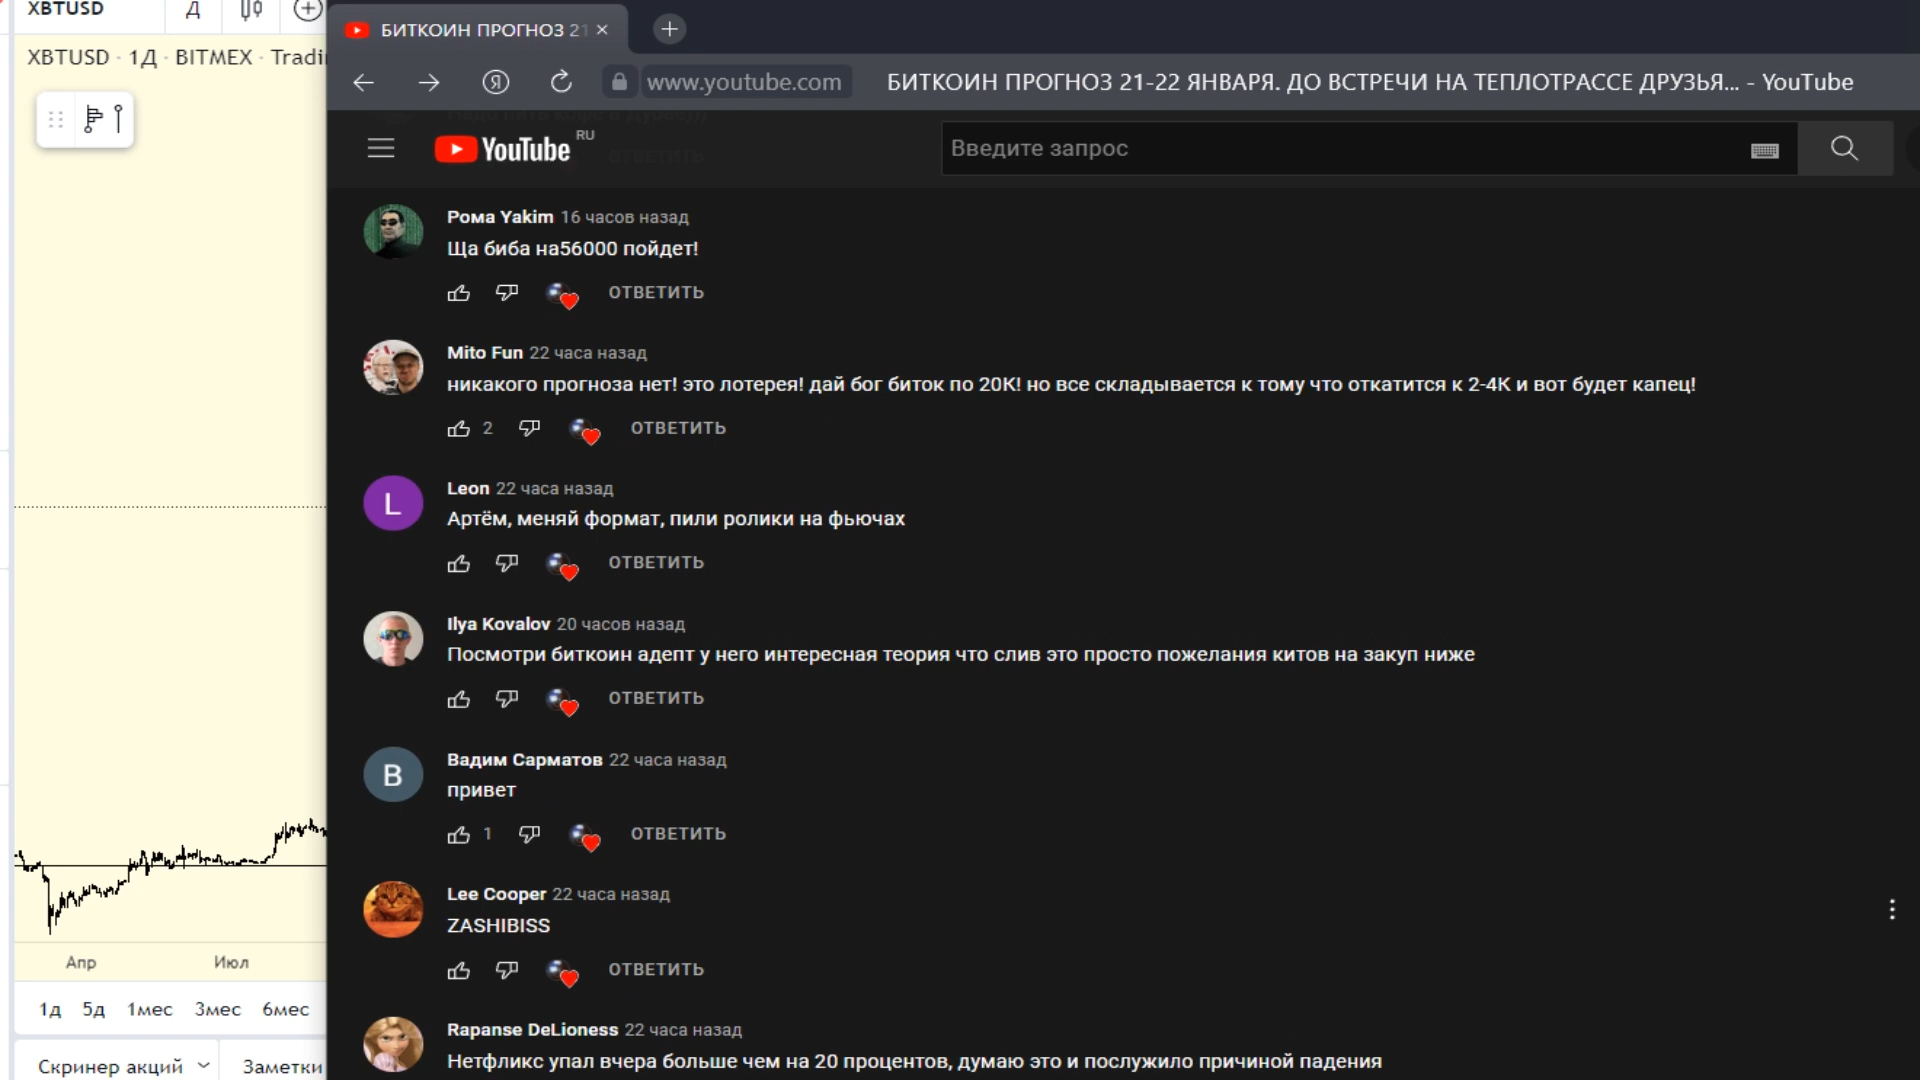 XBTUSD
Д
XBTUSD · 1Д · BITMEX ·
БИТКОИН ПРОГНОЗ 21
www.youtube.com
БИТКОИН ПРОГНОЗ 21-22 ЯНВАРЯ. ДО ВСТРЕЧИ НА ТЕПЛОТРАССЕ ДРУЗЬЯ... - YouTube
YouTube RU
Введите запрос
Рома Yakim 16 часов назад
Ща биба на56000 пойдет!
ОТВЕТИТЬ
Mito Fun 22 часа назад
никакого прогноза нет! это лотерея! дай бог биток по 20К! но все складывается к тому что откатится к 2-4К и вот будет капец!
2 ОТВЕТИТЬ
L
Leon 22 часа назад
Артём, меняй формат, пили ролики на фьючах
ОТВЕТИТЬ
Ilya Kovalov 20 часов назад
Посмотри биткоин адепт у него интересная теория что слив это просто пожелания китов на закуп ниже
ОТВЕТИТЬ
В
Вадим Сарматов 22 часа назад
привет
1 ОТВЕТИТЬ
Lee Cooper 22 часа назад
ZASHIBISS
ОТВЕТИТЬ
Rapanse DeLioness 22 часа назад
Нетфликс упал вчера больше чем на 20 процентов, думаю это и послужило причиной падения
Апр Июл
1д 5д 1мес 3мес 6мес
Скринер акций Заметки